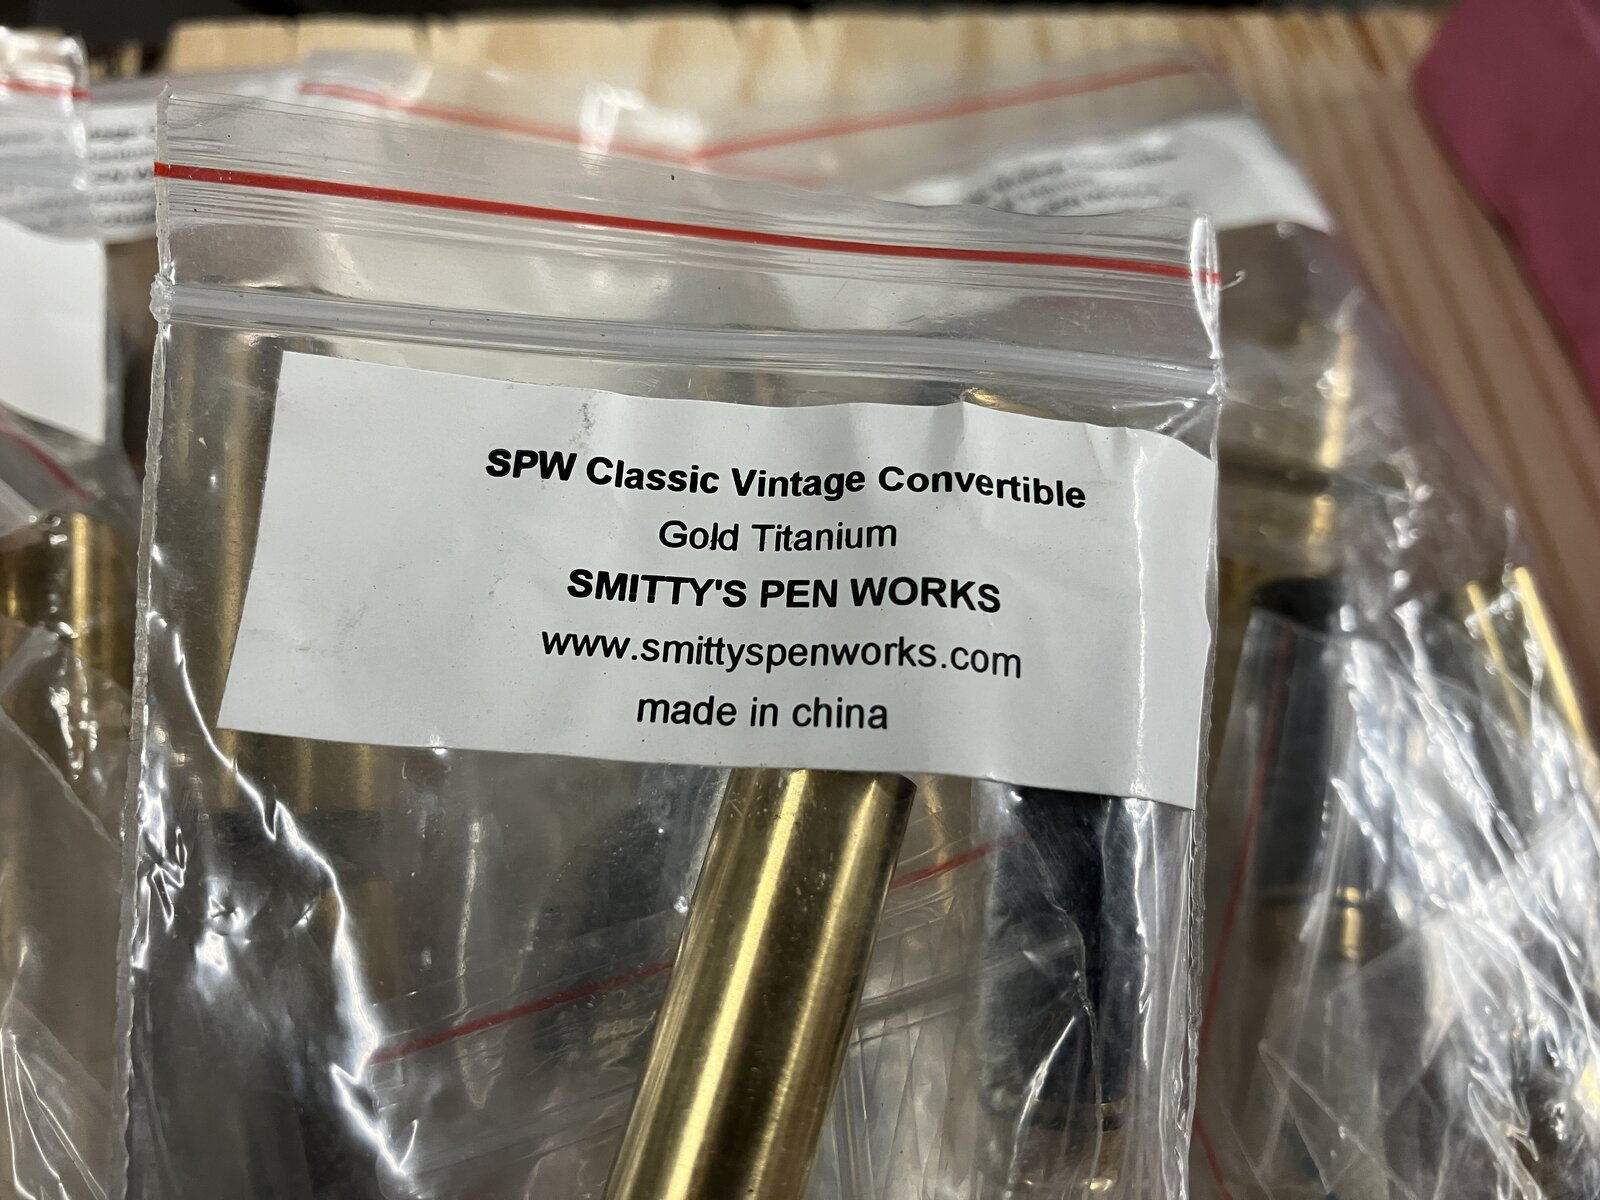 SPW Classic Vintage Convertible
Gold Titanium
SMITTY'S PEN WORKS
www.smittyspenworks.com
made in china